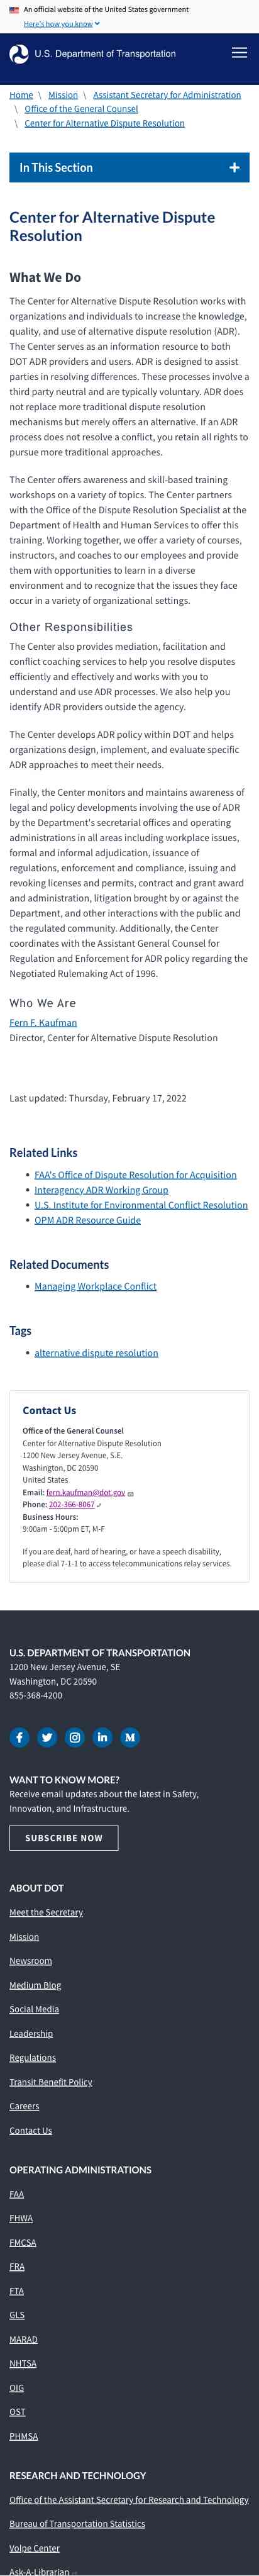 An official website of the United States government
Here's how you know
U.S. Department of Transportation
Home \ Mission \ Assistant Secretary for Administration
\ Office of the General Counsel
\ Center for Alternative Dispute Resolution
In This Section
Center for Alternative Dispute
Resolution
What We Do
The Center for Alternative Dispute Resolution works with
organizations and individuals to increase the knowledge,
quality, and use of alternative dispute resolution (ADR).
The Center serves as an information resource to both
DOT ADR providers and users. ADR is designed to assist
parties in resolving differences. These processes involve a
third party neutral and are typically voluntary. ADR does
not replace more traditional dispute resolution
mechanisms but merely offers an alternative. If an ADR
process does not resolve a conflict, you retain all rights to
pursue more traditional approaches.
The Center offers awareness and skill-based training
workshops on a variety of topics. The Center partners
with the Office of the Dispute Resolution Specialist at the
Department of Health and Human Services to offer this
training. Working together, we offer a variety of courses,
instructors, and coaches to our employees and provide
them with opportunities to learn in a diverse
environment and to recognize that the issues they face
occur in a variety of organizational settings.
Other Responsibilities
The Center also provides mediation, facilitation and
conflict coaching services to help you resolve disputes
efficiently and effectively and works with you to
understand and use ADR processes. We also help you
identify ADR providers outside the agency.
The Center develops ADR policy within DOT and helps
organizations design, implement, and evaluate specific
ADR approaches to meet their needs.
Finally, the Center monitors and maintains awareness of
legal and policy developments involving the use of ADR
by the Department's secretarial offices and operating
administrations in all areas including workplace issues,
formal and informal adjudication, issuance of
regulations, enforcement and compliance, issuing and
revoking licenses and permits, contract and grant award
and administration, litigation brought by or against the
Department, and other interactions with the public and
the regulated community. Additionally, the Center
coordinates with the Assistant General Counsel for
Regulation and Enforcement for ADR policy regarding the
Negotiated Rulemaking Act of 1996.
Who We Are
Fern F. Kaufman
Director, Center for Alternative Dispute Resolution
Last updated: Thursday, February 17, 2022
Related Links
• FAA's Office of Dispute Resolution for Acquisition
• Interagency ADR Working Group
• U.S. Institute for Environmental Conflict Resolution
• OPM ADR Resource Guide
Related Documents
• Managing Workplace Conflict
Tags
• alternative dispute resolution
Contact Us
Office of the General Counsel
Center for Alternative Dispute Resolution
1200 New Jersey Avenue, S.E.
Washington, DC 20590
United States
Email: fern.kaufman@dot.gov
Phone: 202-366-8067
Business Hours:
9:00am - 5:00pm ET, M-F
If you are deaf, hard of hearing, or have a speech disability,
please dial 7-1-1 to access telecommunications relay services.
U.S. DEPARTMENT OF TRANSPORTATION
1200 New Jersey Avenue, SE
Washington, DC 20590
855-368-4200
WANT TO KNOW MORE?
Receive email updates about the latest in Safety,
Innovation, and Infrastructure.
SUBSCRIBE NOW
ABOUT DOT
Meet the Secretary
Mission
Newsroom
Medium Blog
Social Media
Leadership
Regulations
Transit Benefit Policy
Careers
Contact Us
OPERATING ADMINISTRATIONS
FAA
FHWA
FMCSA
FRA
FTA
GLS
MARAD
NHTSA
OIG
OST
PHMSA
RESEARCH AND TECHNOLOGY
Office of the Assistant Secretary for Research and Technology
Bureau of Transportation Statistics
Volpe Center
Ask-A-Librarian